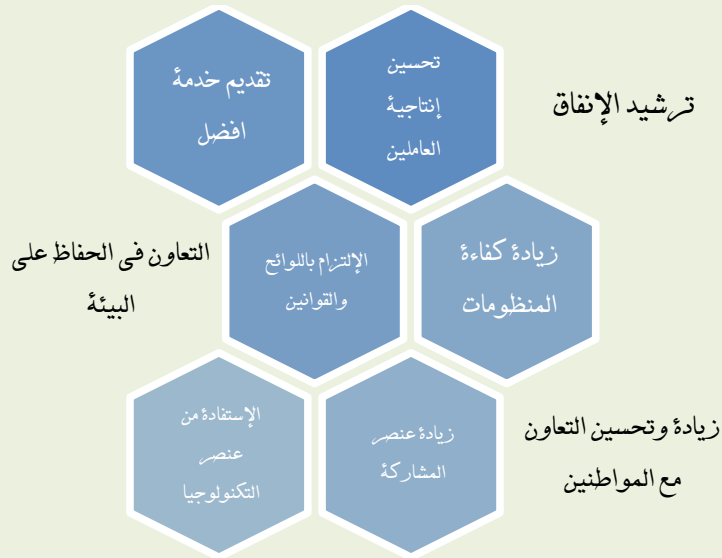 ترشيد الإنفاق
تحسين
إنتاجية
العاملين
تقديم خدمة
افضل
زيادة كفاءة
المنظومات
الإلتزام باللوائح
والقوانين
التعاون فى الحفاظ على
البيئة
زيادة وتحسين التعاون
مع المواطنين
زيادة عنصر
المشاركة
الإستفادة من
عنصر
التكنولوجيا